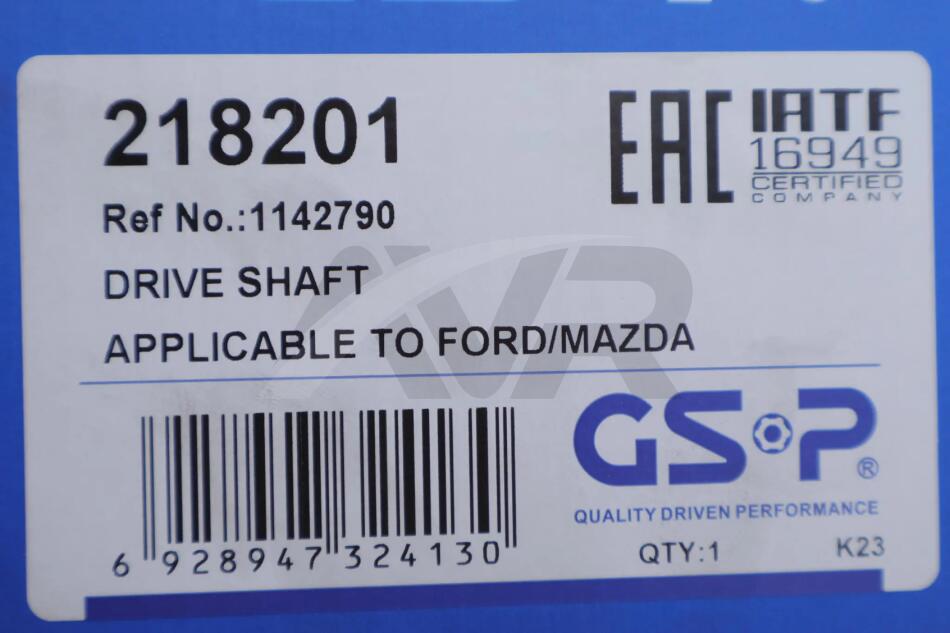 218201
EAC
IATF
16949
CERTIFIED
COMPANY
Ref No.:1142790
DRIVE SHAFT
APPLICABLE TO FORD/MAZDA
AVR
GSP®
QUALITY DRIVEN PERFORMANCE
6 928947 324130
QTY:1
K23